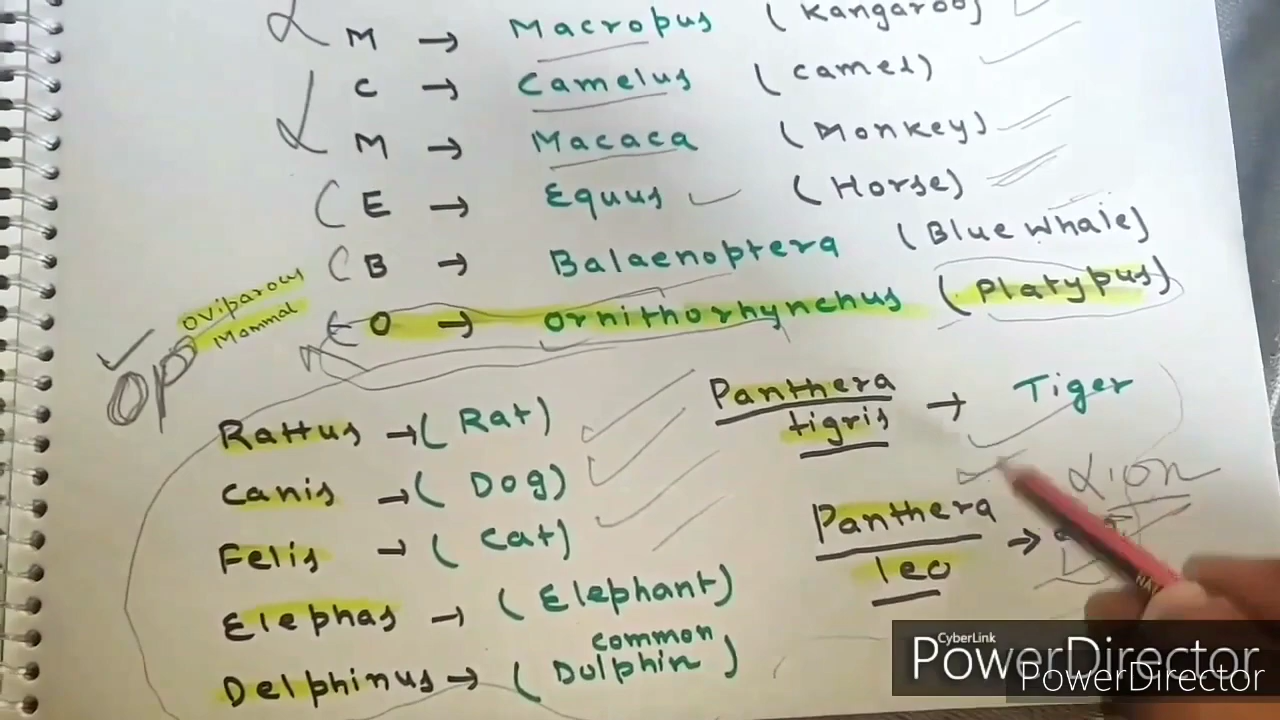 M → Macropus (Kangaroo)
C → Camelus (camel)
M → Macaca (Monkey)
E → Equus (Horse)
B → Balaenoptera (Blue Whale)
Oviparous
Mammal
OP
O → Ornithorhynchus (Platypus)
Rattus → (Rat)
Canis → (Dog)
Felis → (Cat)
Elephas → (Elephant)
Delphinus → (common Dolphin)
Panthera
tigris → Tiger
Lion
Panthera
leo →
CyberLink
PowerDirector
PowerDirector